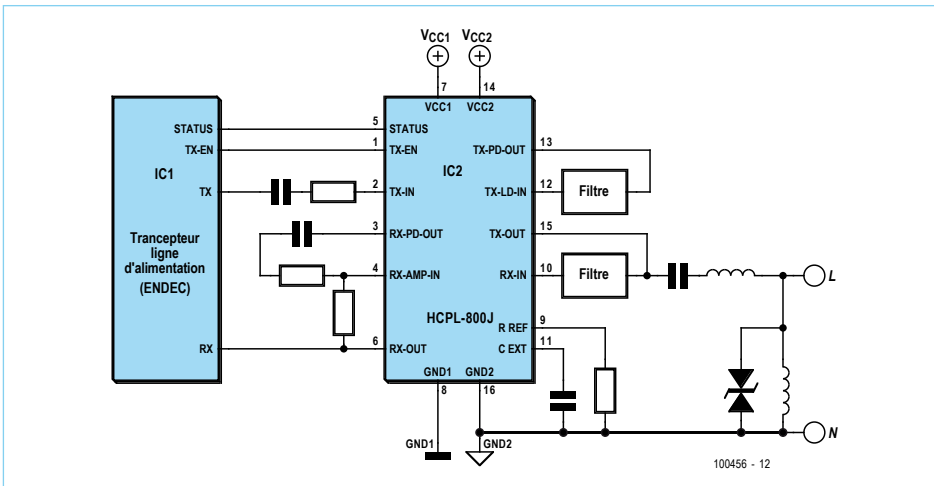 VCC1 VCC2
7 14
VCC1 VCC2
STATUS 5 STATUS
TX-EN 1 TX-EN TX-PD-OUT 13
IC1 IC2
TX 2 TX-IN TX-LD-IN 12 Filtre
3 RX-PD-OUT TX-OUT 15
Trancepteur
ligne
d'alimentation
(ENDEC)
4 RX-AMP-IN RX-IN 10 Filtre L
HCPL-800J
R REF 9
C EXT 11
RX 6 RX-OUT
GND1 GND2
8 16
N
GND1 GND2
100456 - 12